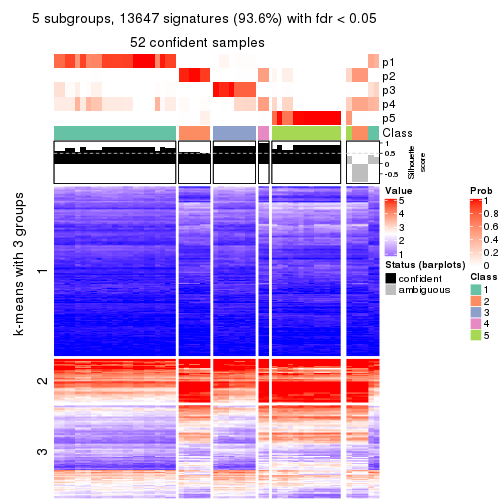 5 subgroups, 13647 signatures (93.6%) with fdr < 0.05
52 confident samples
p1
p2
p3
p4
p5
Class
1
0.5
0
-0.5
Silhouette
score
k-means with 3 groups
1
2
3
Value
5
4
3
2
1
Status (barplots)
confident
ambiguous
Prob
1
0.8
0.6
0.4
0.2
0
Class
1
2
3
4
5